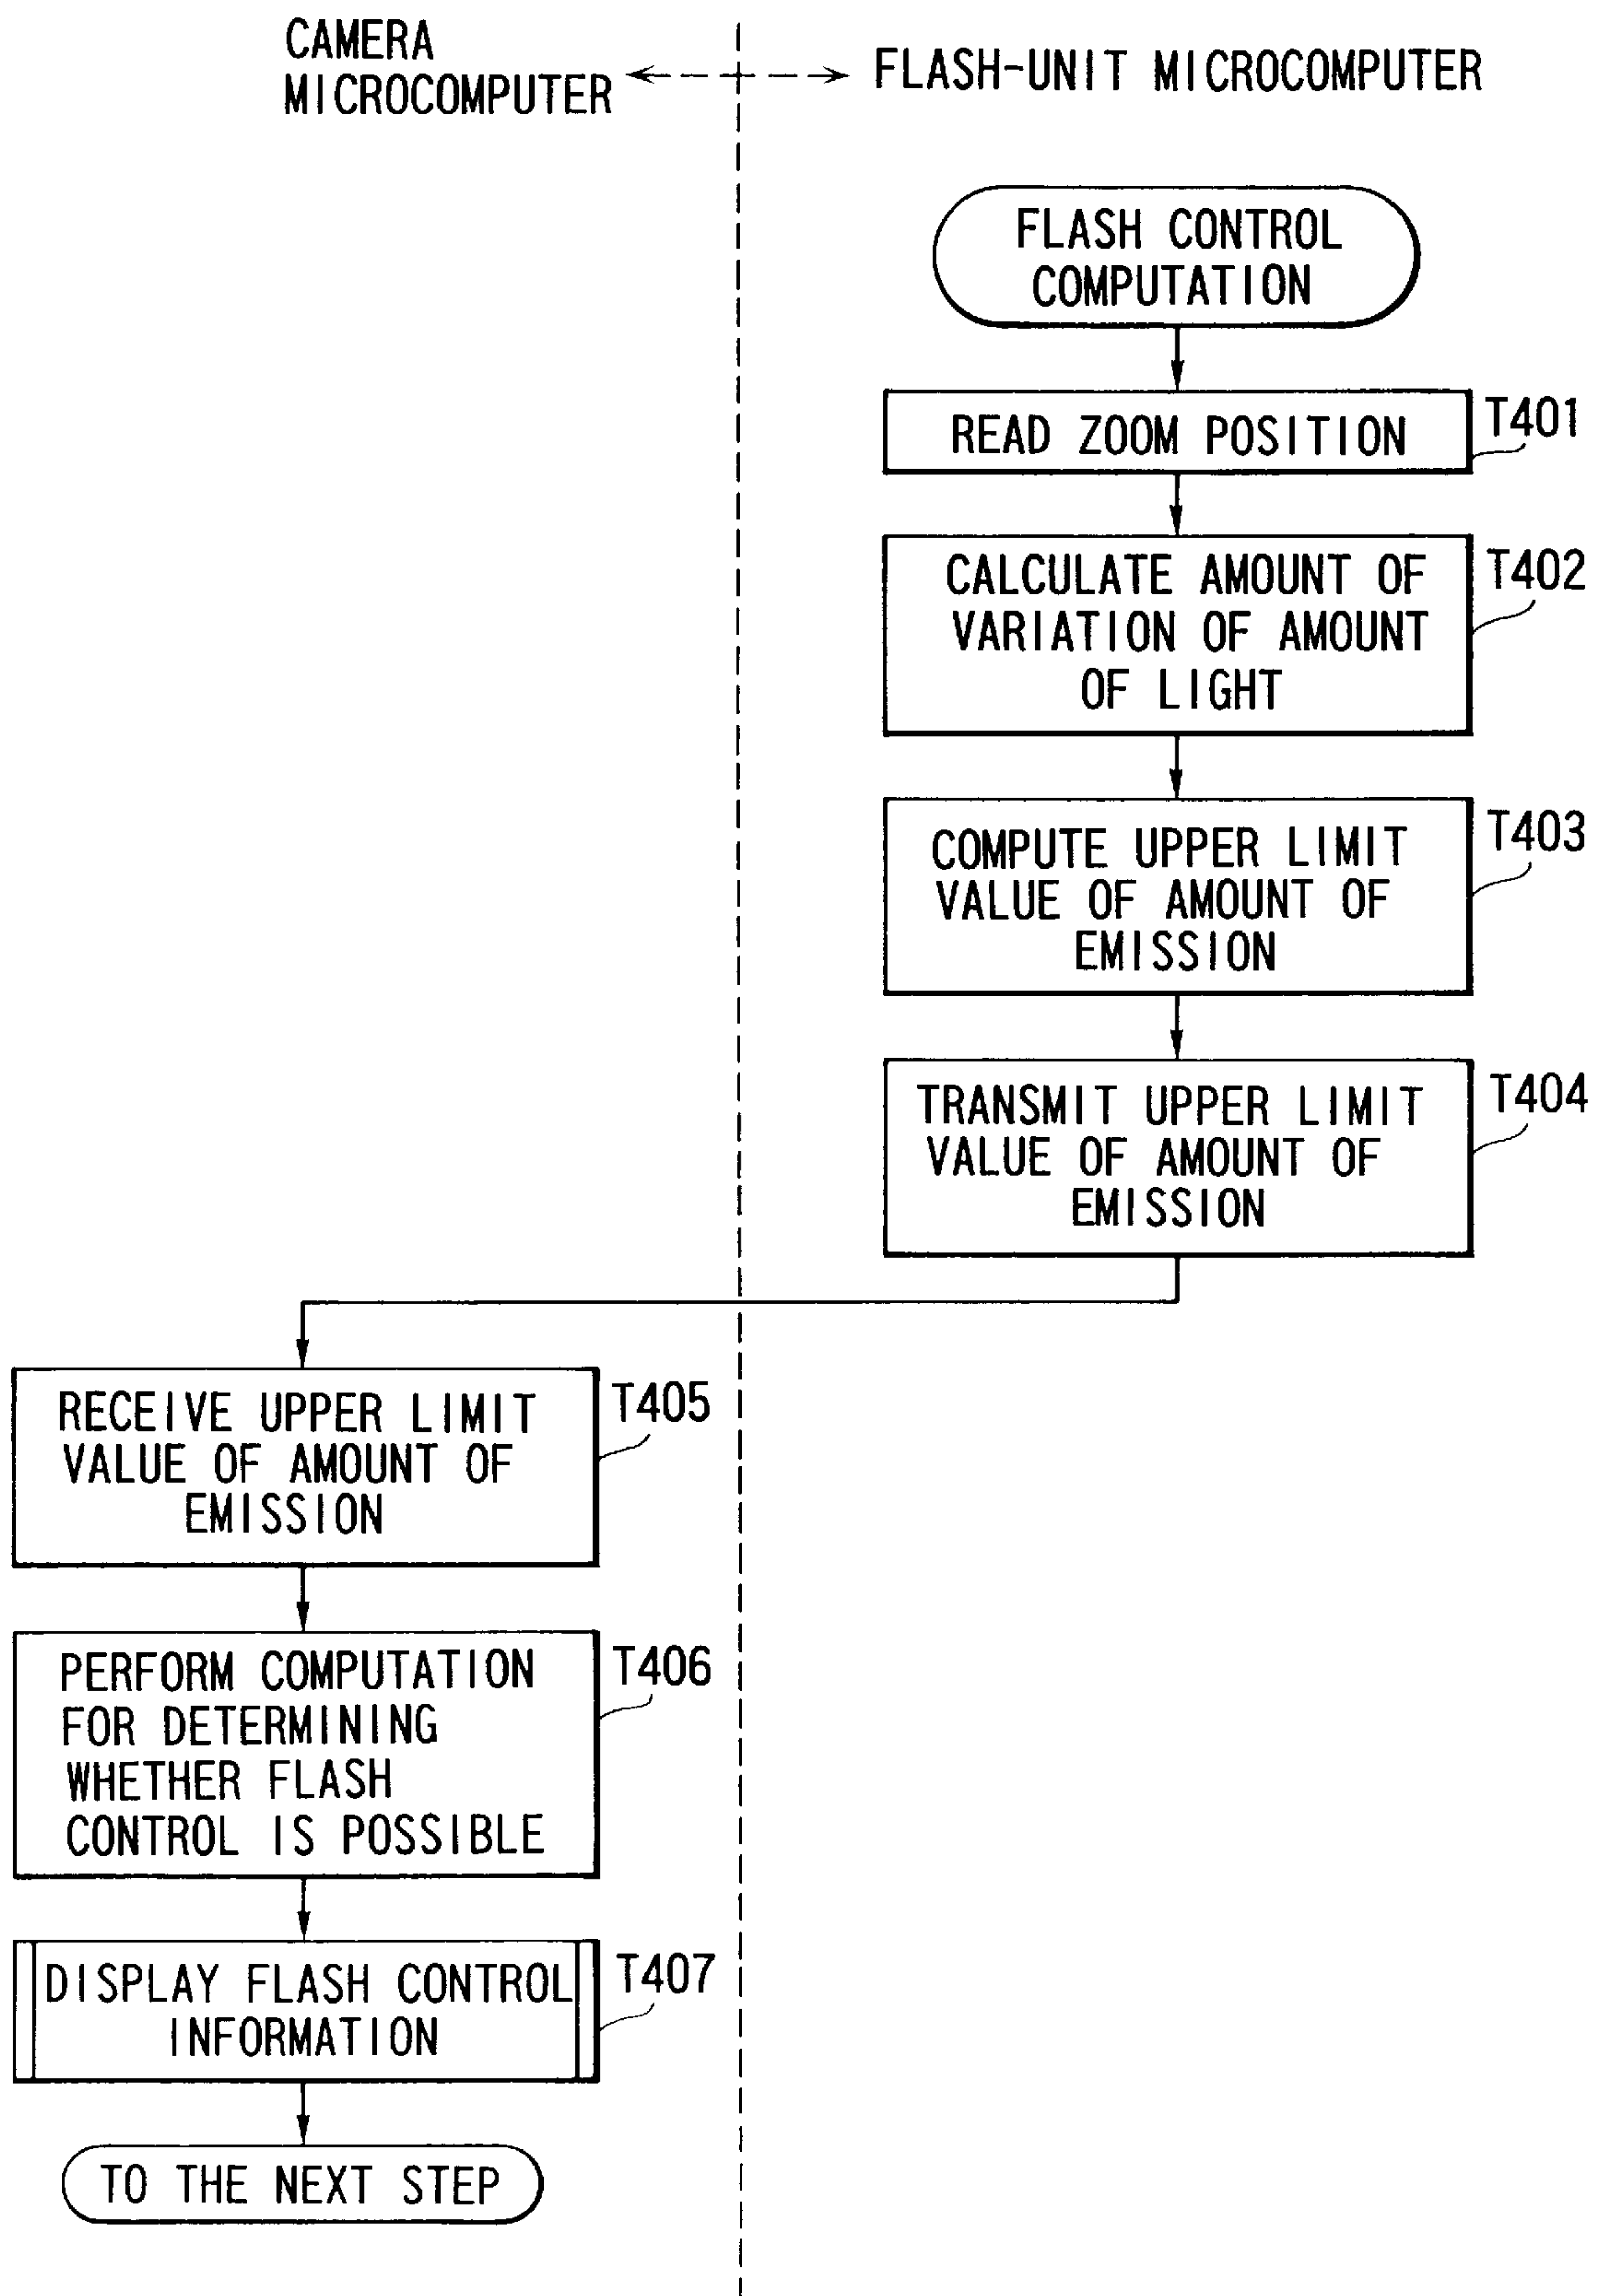 CAMERA
MICROCOMPUTER
FLASH-UNIT MICROCOMPUTER
FLASH CONTROL
COMPUTATION
READ ZOOM POSITION
T401
CALCULATE AMOUNT OF
VARIATION OF AMOUNT
OF LIGHT
T402
COMPUTE UPPER LIMIT
VALUE OF AMOUNT OF
EMISSION
T403
TRANSMIT UPPER LIMIT
VALUE OF AMOUNT OF
EMISSION
T404
RECEIVE UPPER LIMIT
VALUE OF AMOUNT OF
EMISSION
T405
PERFORM COMPUTATION
FOR DETERMINING
WHETHER FLASH
CONTROL IS POSSIBLE
T406
DISPLAY FLASH CONTROL
INFORMATION
T407
TO THE NEXT STEP